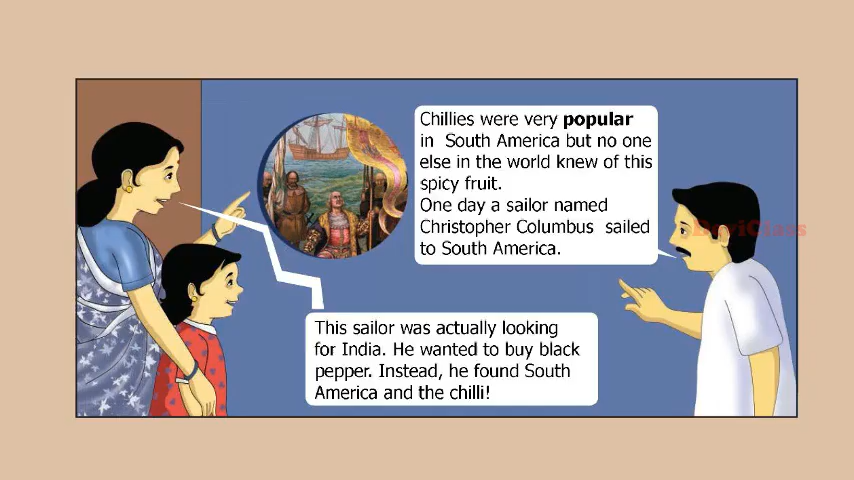 Chillies were very popular
in South America but no one
else in the world knew of this
spicy fruit.
One day a sailor named
Christopher Columbus sailed
to South America.
This sailor was actually looking
for India. He wanted to buy black
pepper. Instead, he found South
America and the chilli!